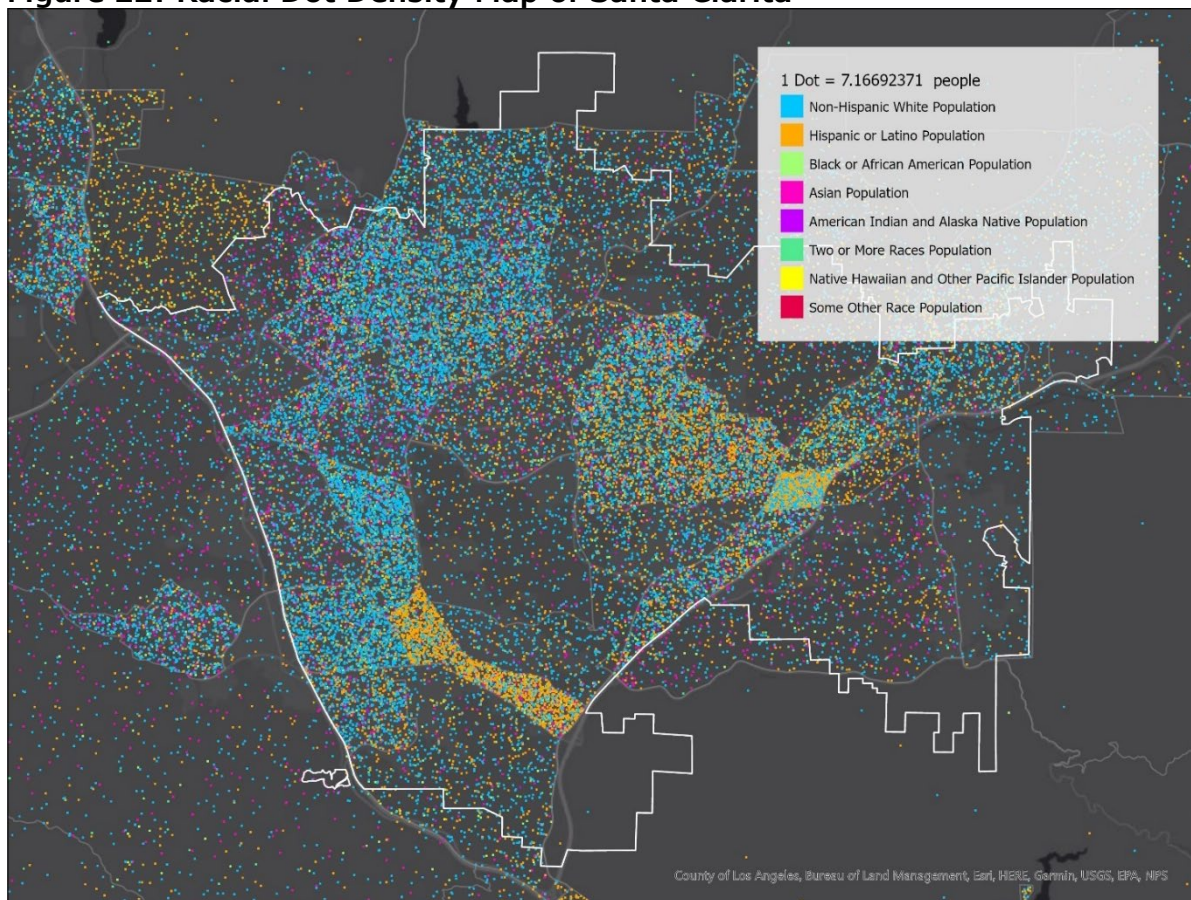 Figure 22: Racial Dot Density Map of Santa Clarita
1 Dot = 7.16692371 people
Non-Hispanic White Population
Hispanic or Latino Population
Black or African American Population
Asian Population
American Indian and Alaska Native Population
Two or More Races Population
Native Hawaiian and Other Pacific Islander Population
Some Other Race Population
County of Los Angeles, Bureau of Land Management, Esri, HERE, Garmin, USGS, EPA, NPS